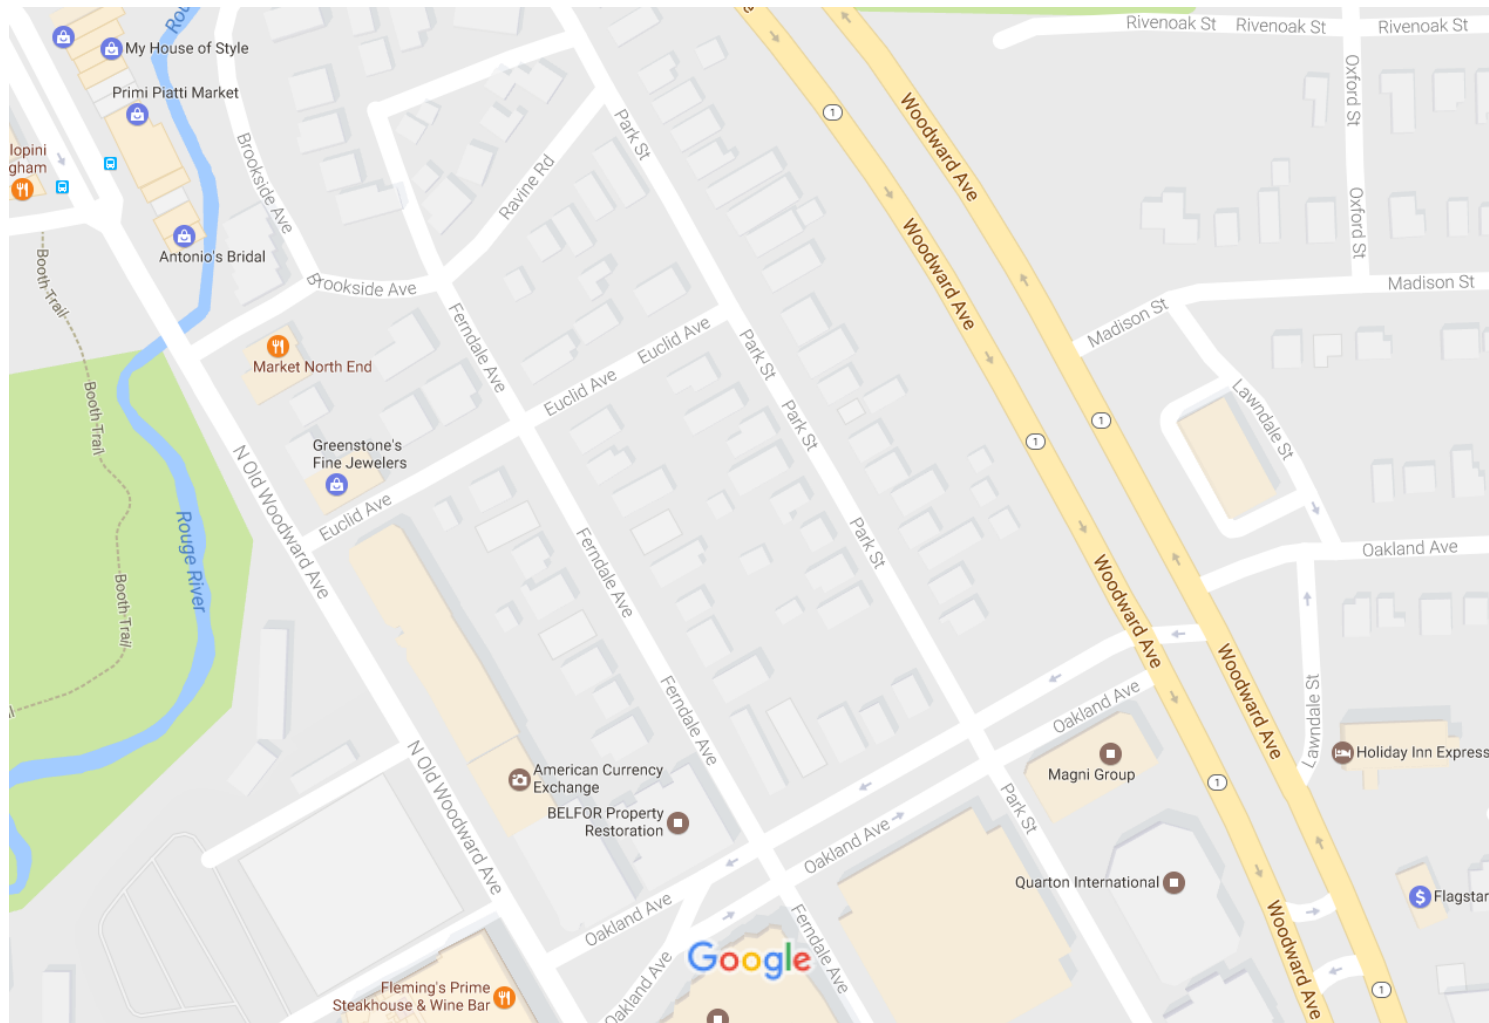 Rou
My House of Style
Primi Piatti Market
lopini
gham
Antonio's Bridal
Brookside Ave
Brookside Ave
Ravine Rd
Park St
Woodward Ave
Woodward Ave
1
Rivenoak St
Rivenoak St
Rivenoak St
Oxford St
Oxford St
Madison St
Madison St
Booth Trail
Booth Trail
Booth Trail
Market North End
Ferndale Ave
Euclid Ave
Euclid Ave
Park St
Park St
Greenstone's
Fine Jewelers
Euclid Ave
N Old Woodward Ave
Rouge River
Ferndale Ave
Park St
1
1
Lawndale St
Oakland Ave
Woodward Ave
Woodward Ave
Lawndale St
Holiday Inn Express
Ferndale Ave
Oakland Ave
Magni Group
1
N Old Woodward Ave
American Currency
Exchange
BELFOR Property
Restoration
Oakland Ave
Park St
Quarton International
Flagstar
$
Oakland Ave
Ferndale Ave
Woodward Ave
Google
Oakland Ave
Fleming's Prime
Steakhouse & Wine Bar
1